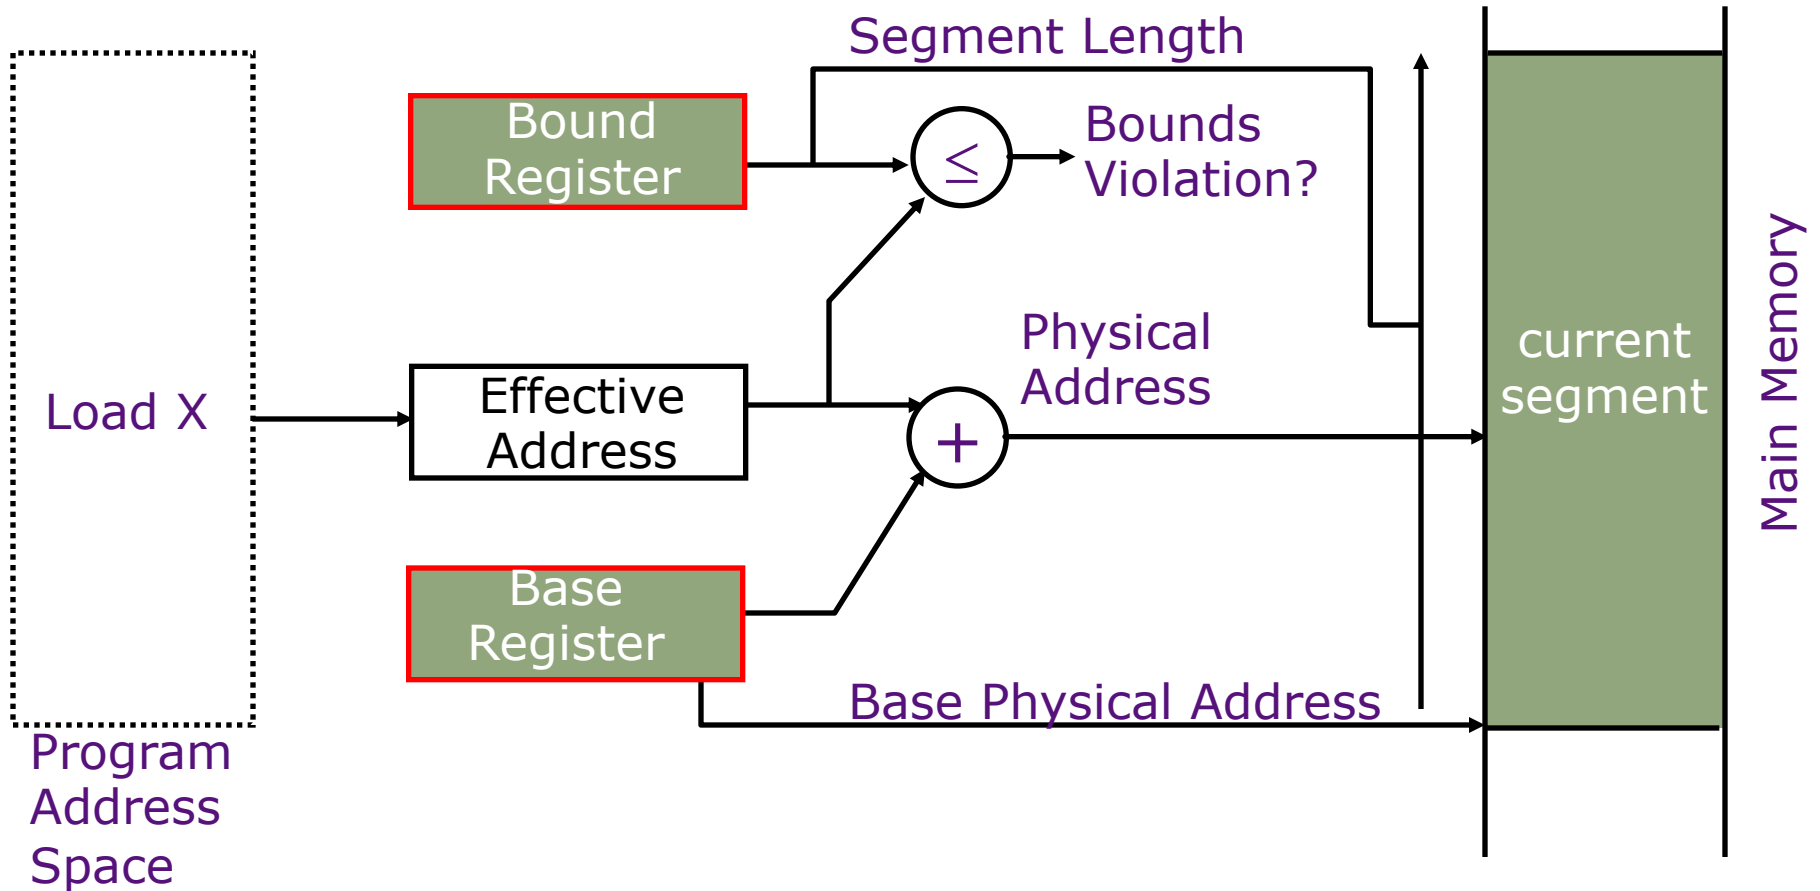 Segment Length
Bound
Register
≤
Bounds
Violation?
Load X
Effective
Address
+
Physical
Address
current
segment
Main Memory
Base
Register
Base Physical Address
Program
Address
Space